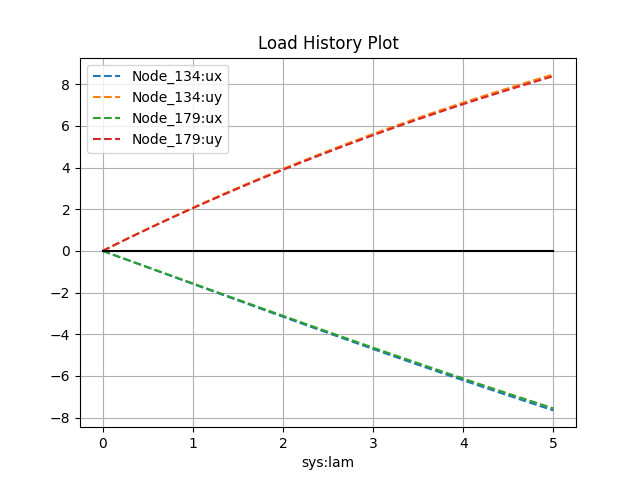 Load History Plot
Node_134:ux
Node_134:uy
Node_179:ux
Node_179:uy
8
6
4
2
0
−2
−4
−6
−8
0 1 2 3 4 5
sys:lam